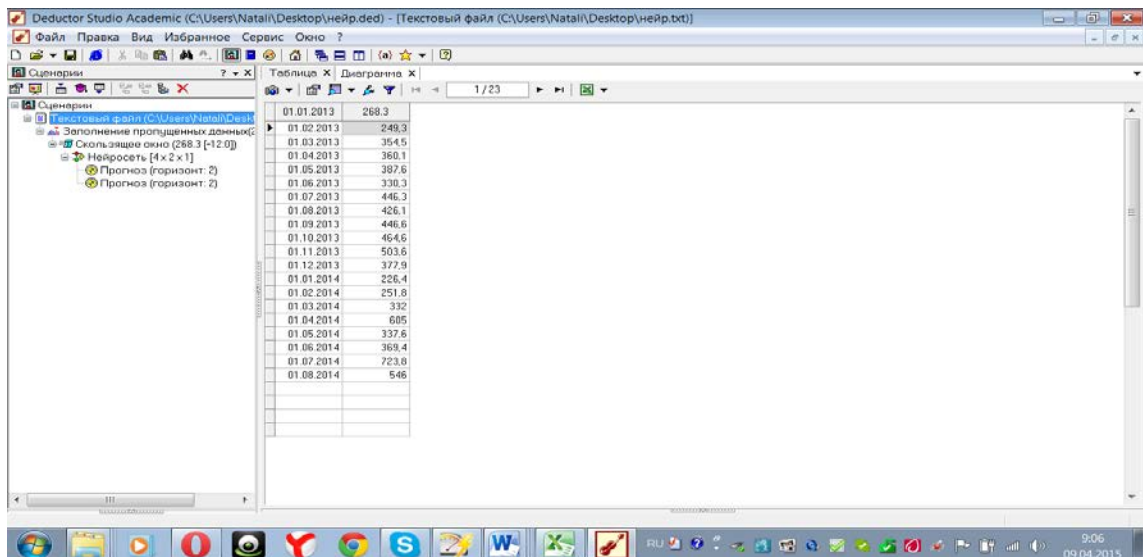 Deductor Studio Academic (C:\Users\Natali\Desktop\нейр.ded) - [Текстовый файл (C:\Users\Natali\Desktop\нейр.txt)]
Файл Правка Вид Избранное Сервис Окно ?
Сценарии
Таблица Диаграмма
1/23
Сценарии
Текстовый файл (C:\Users\Natali\Deskt
Заполнение пропущенных данных(2
Скользящее окно (268.3 [-12:0])
Нейросеть [4 x 2 x 1]
Прогноз (горизонт: 2)
Прогноз (горизонт: 2)
01.01.2013 268.3
01.02.2013 249,3
01.03.2013 354,5
01.04.2013 360,1
01.05.2013 387,6
01.06.2013 330,3
01.07.2013 446,3
01.08.2013 426,1
01.09.2013 446,6
01.10.2013 464,6
01.11.2013 503,6
01.12.2013 377,9
01.01.2014 226,4
01.02.2014 251,8
01.03.2014 332
01.04.2014 605
01.05.2014 337,6
01.06.2014 369,4
01.07.2014 723,8
01.08.2014 546
RU
9:06
09.04.2015